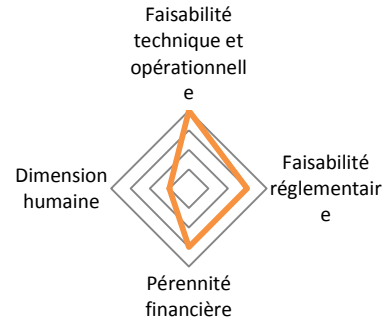 Faisabilité
technique et
opérationnell
e
Dimension
humaine
Faisabilité
réglementair
e
Pérennité
financière